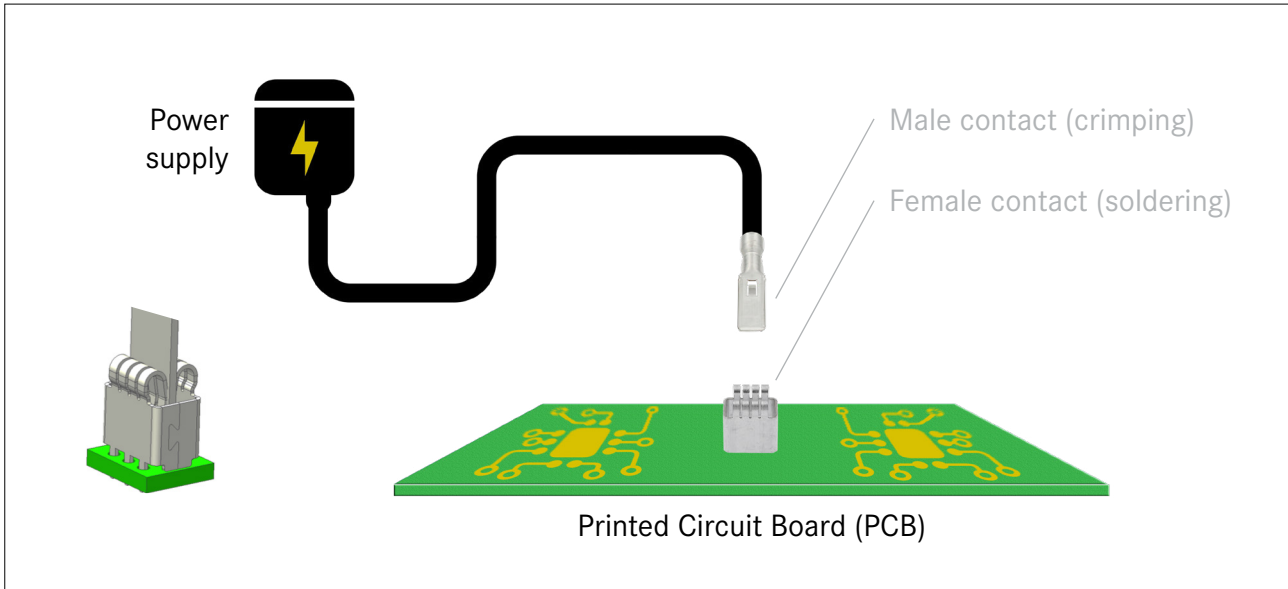 Power
supply
Male contact (crimping)
Female contact (soldering)
Printed Circuit Board (PCB)